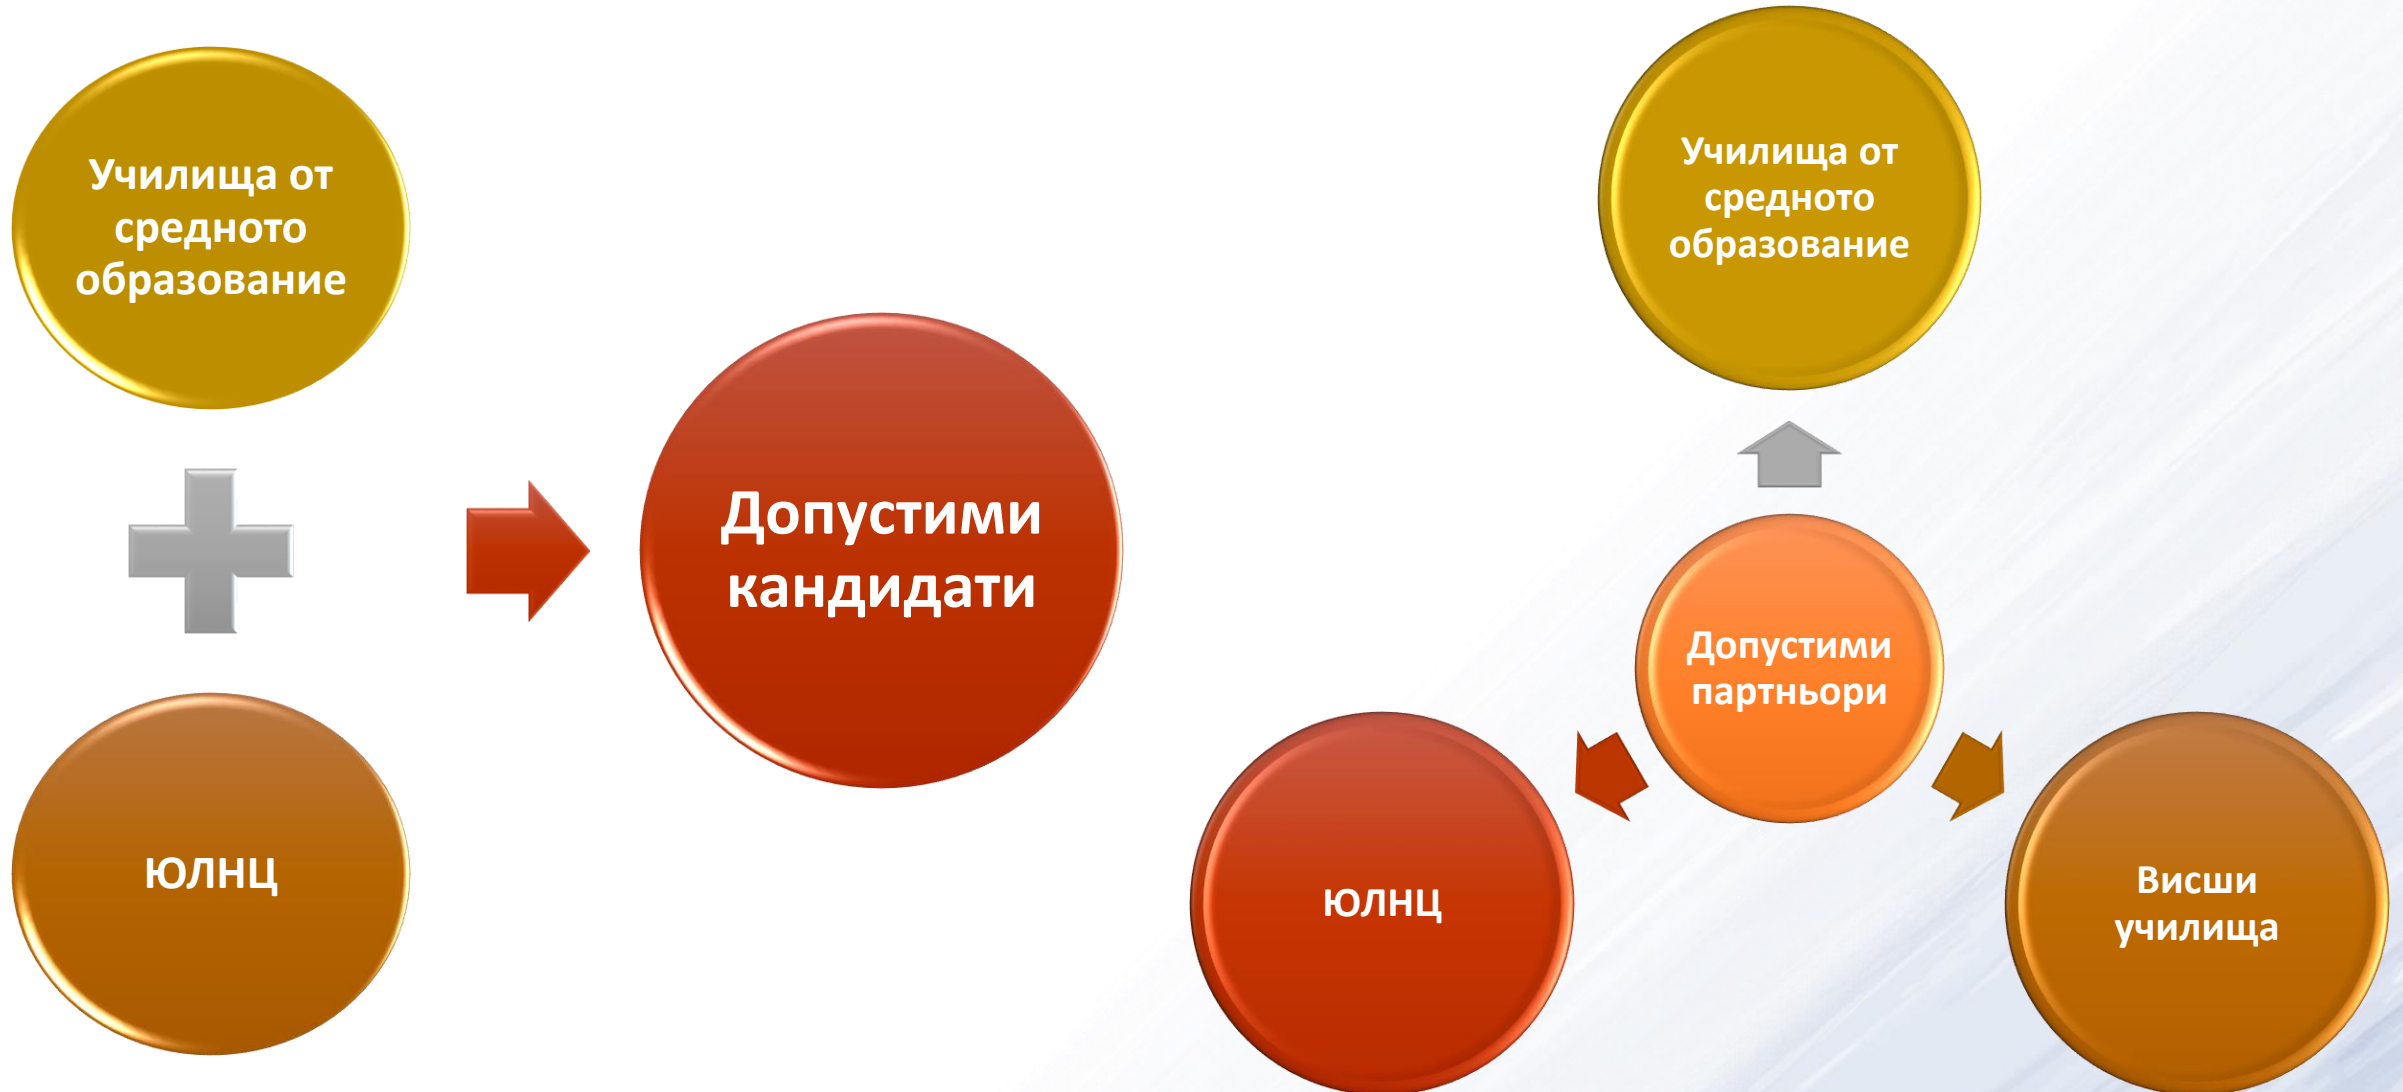 Училища от
средното
образование
ЮЛНЦ
Допустими
кандидати
Училища от
средното
образование
Допустими
партньори
ЮЛНЦ
Висши
училища